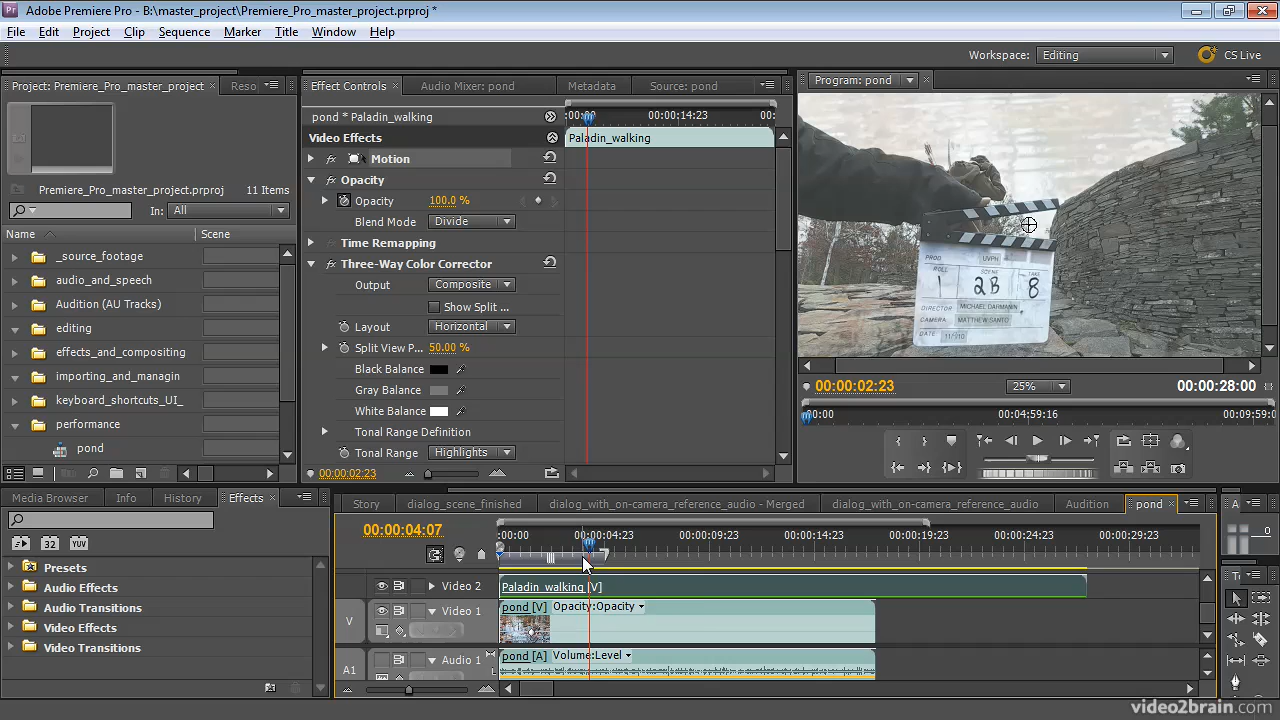 Adobe Premiere Pro - B:\master_project\Premiere_Pro_master_project.prproj *
File Edit Project Clip Sequence Marker Title Window Help
Workspace: Editing CS Live
Project: Premiere_Pro_master_project Reso
Premiere_Pro_master_project.prproj
11 Items
In: All
Name Scene
_source_footage
audio_and_speech
Audition (AU Tracks)
editing
effects_and_compositing
importing_and_managin
keyboard_shortcuts_UI_
performance
pond
Effect Controls Audio Mixer: pond Metadata Source: pond
pond * Paladin_walking
Video Effects
Motion
Opacity
Opacity 100.0 %
Blend Mode Divide
Time Remapping
Three-Way Color Corrector
Output Composite
Show Split...
Layout Horizontal
Split View P... 50.00 %
Black Balance
Gray Balance
White Balance
Tonal Range Definition
Tonal Range Highlights
00:00:02:23
:00:00 00:00:14:23 00:
Paladin_walking
Program: pond
PROD UVPN
ROLL SCENE TAKE
1 2B 8
DIRECTOR MICHAEL DARMANIN
CAMERA MATTHEW SANTO
DATE 11/9/10
00:00:02:23 25% 00:00:28:00
00:00 00:04:59:16 00:09:59:0
Media Browser Info History Effects
32 YUV
Presets
Audio Effects
Audio Transitions
Video Effects
Video Transitions
Story dialog_scene_finished dialog_with_on-camera_reference_audio - Merged dialog_with_on-camera_reference_audio Audition pond
00:00:04:07
:00:00 00:00:04:23 00:00:09:23 00:00:14:23 00:00:19:23 00:00:24:23 00:00:29:23
Video 2
Paladin_walking [V]
V Video 1
pond [V] Opacity:Opacity
A1 Audio 1
pond [A] Volume:Level
A
To
video2brain.com